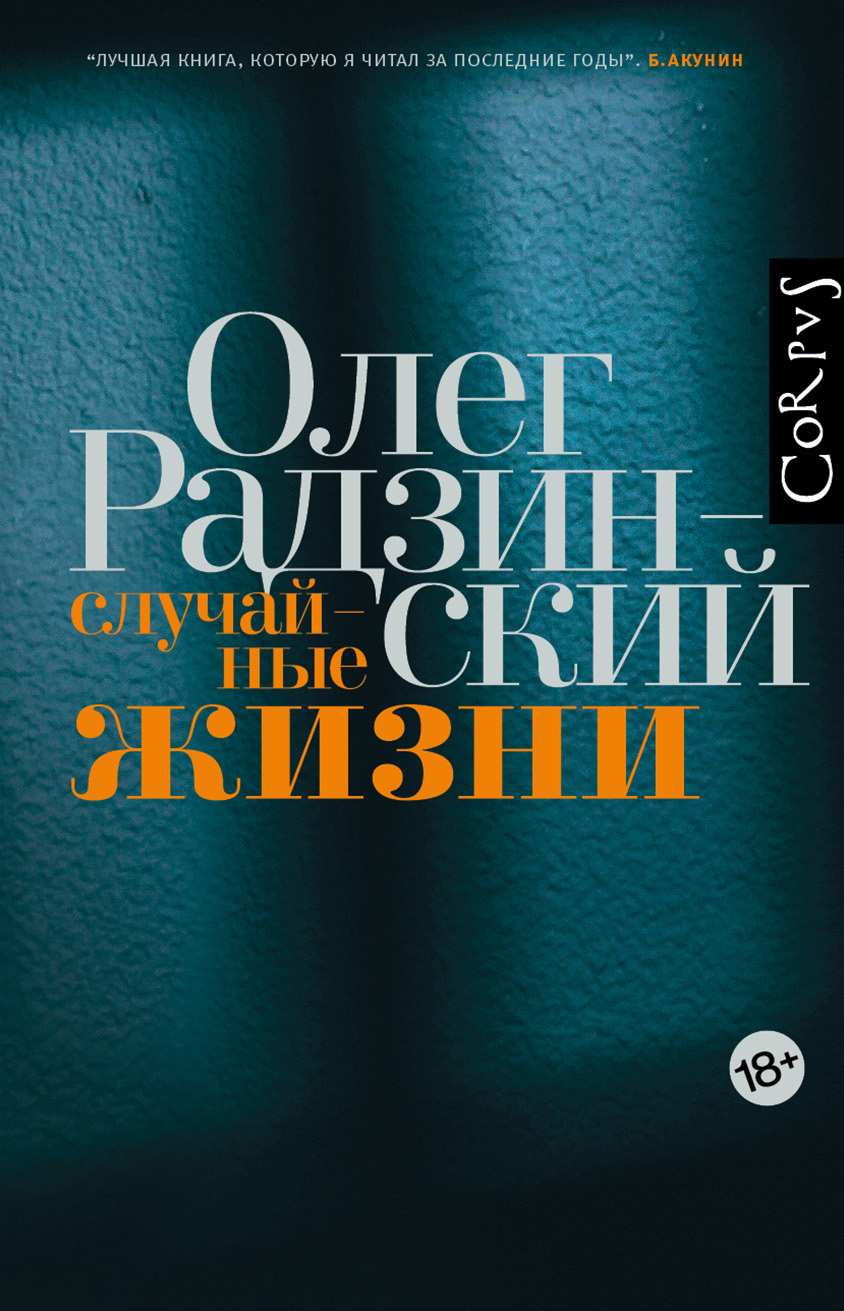 “ЛУЧШАЯ КНИГА, КОТОРУЮ Я ЧИТАЛ ЗА ПОСЛЕДНИЕ ГОДЫ”. Б.АКУНИН
CoRPVS
Олег
Радзин–
ский
случай–
ные
жизни
18+